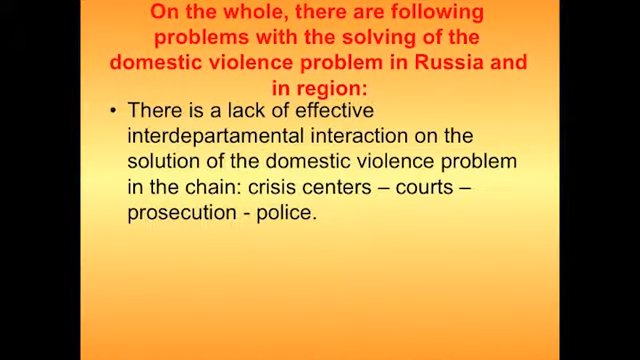 On the whole, there are following
problems with the solving of the
domestic violence problem in Russia and
in region:
• There is a lack of effective
interdepartamental interaction on the
solution of the domestic violence problem
in the chain: crisis centers – courts –
prosecution - police.